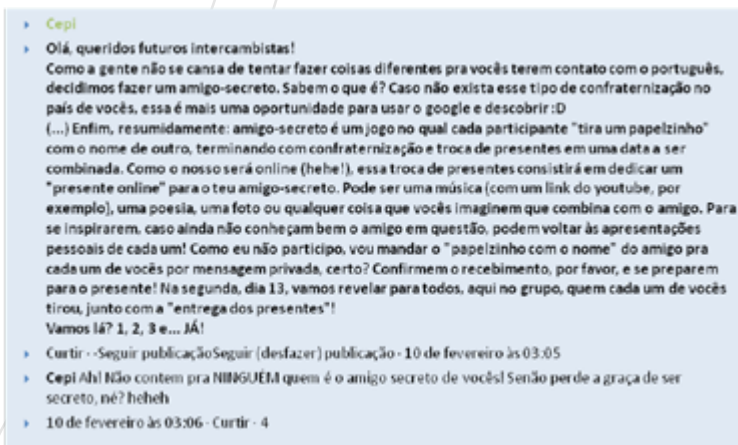 Cepi
Olá, queridos futuros intercambistas!
Como a gente não se cansa de tentar fazer coisas diferentes pra vocês terem contato com o português,
decidimos fazer um amigo-secreto. Sabem o que é? Caso não exista esse tipo de confraternização no
país de vocês, essa é mais uma oportunidade para usar o google e descobrir :D
(...) Enfim, resumidamente: amigo-secreto é um jogo no qual cada participante "tira um papelzinho"
com o nome de outro, terminando com confraternização e troca de presentes em uma data a ser
combinada. Como o nosso será online (hehe!), essa troca de presentes consistirá em dedicar um
"presente online" para o teu amigo-secreto. Pode ser uma música (com um link do youtube, por
exemplo), uma poesia, uma foto ou qualquer coisa que vocês imaginem que combina com o amigo. Para
se inspirarem, caso ainda não conheçam bem o amigo em questão, podem voltar às apresentações
pessoais de cada um! Como eu não participo, vou mandar o "papelzinho com o nome" do amigo pra
cada um de vocês por mensagem privada, certo? Confirmem o recebimento, por favor, e se preparem
para o presente! Na segunda, dia 13, vamos revelar para todos, aqui no grupo, quem cada um de vocês
tirou, junto com a "entrega dos presentes"!
Vamos lá? 1, 2, 3 e... JÁ!
Curtir · · Seguir publicaçãoSeguir (desfazer) publicação · 10 de fevereiro às 03:05
Cepi Ah! Não contem pra NINGUÉM quem é o amigo secreto de vocês! Senão perde a graça de ser
secreto, né? heheh
10 de fevereiro às 03:06 · Curtir · 4